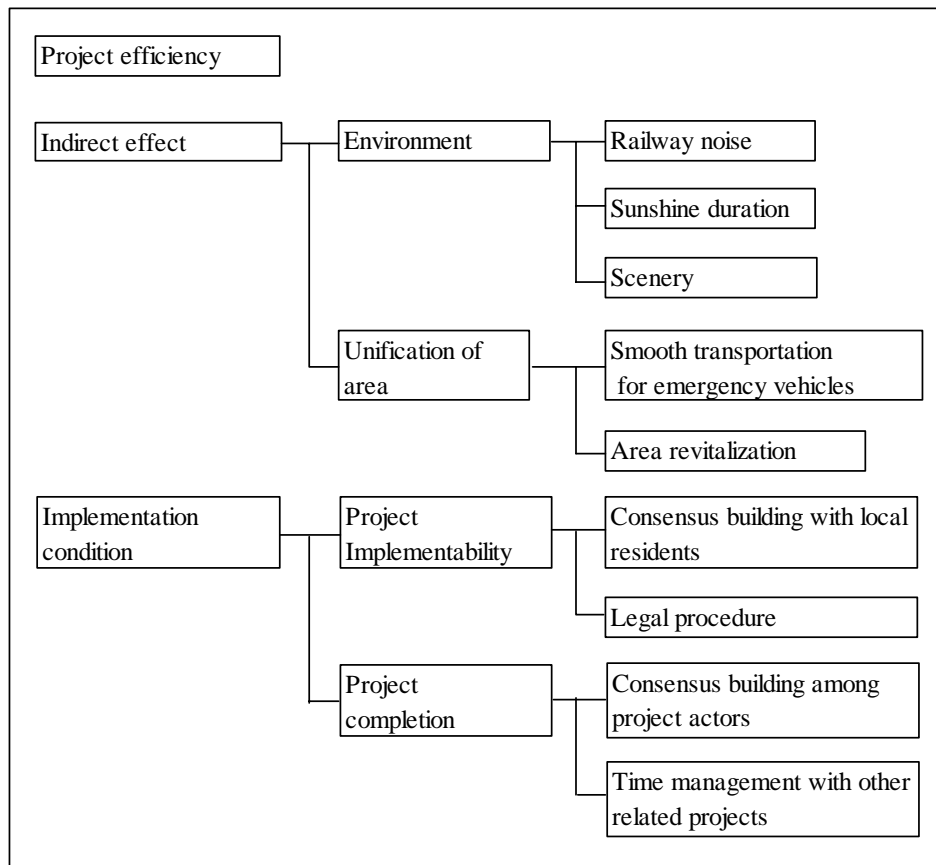 Project efficiency
Indirect effect
Environment
Railway noise
Sunshine duration
Scenery
Unification of
area
Smooth transportation
for emergency vehicles
Area revitalization
Implementation
condition
Project
Implementability
Consensus building with local
residents
Legal procedure
Project
completion
Consensus building among
project actors
Time management with other
related projects